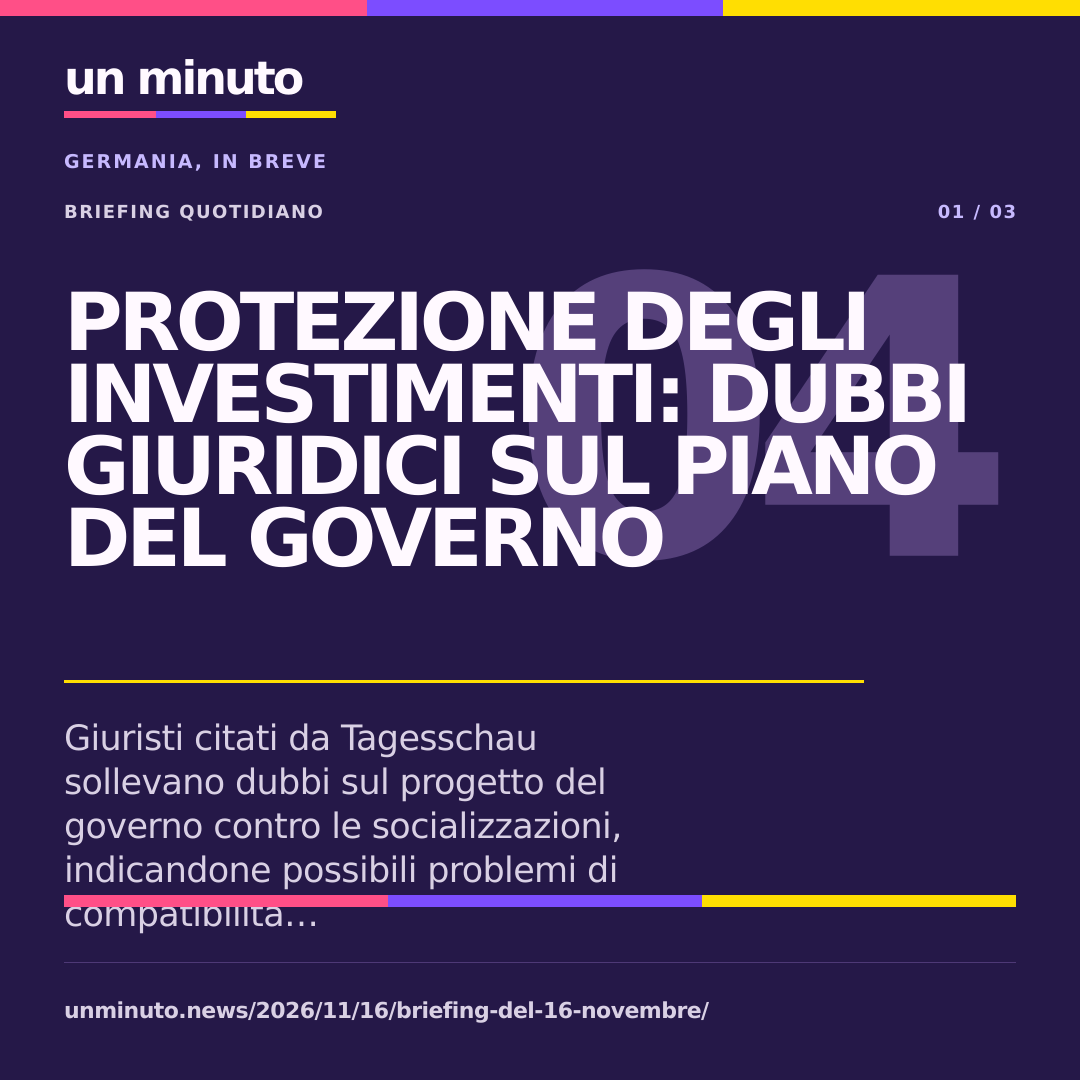 un minuto
GERMANIA, IN BREVE
BRIEFING QUOTIDIANO
01 / 03
04
PROTEZIONE DEGLI
INVESTIMENTI: DUBBI
GIURIDICI SUL PIANO
DEL GOVERNO
Giuristi citati da Tagesschau
sollevano dubbi sul progetto del
governo contro le socializzazioni,
indicandone possibili problemi di
compatibilità…
unminuto.news/2026/11/16/briefing-del-16-novembre/